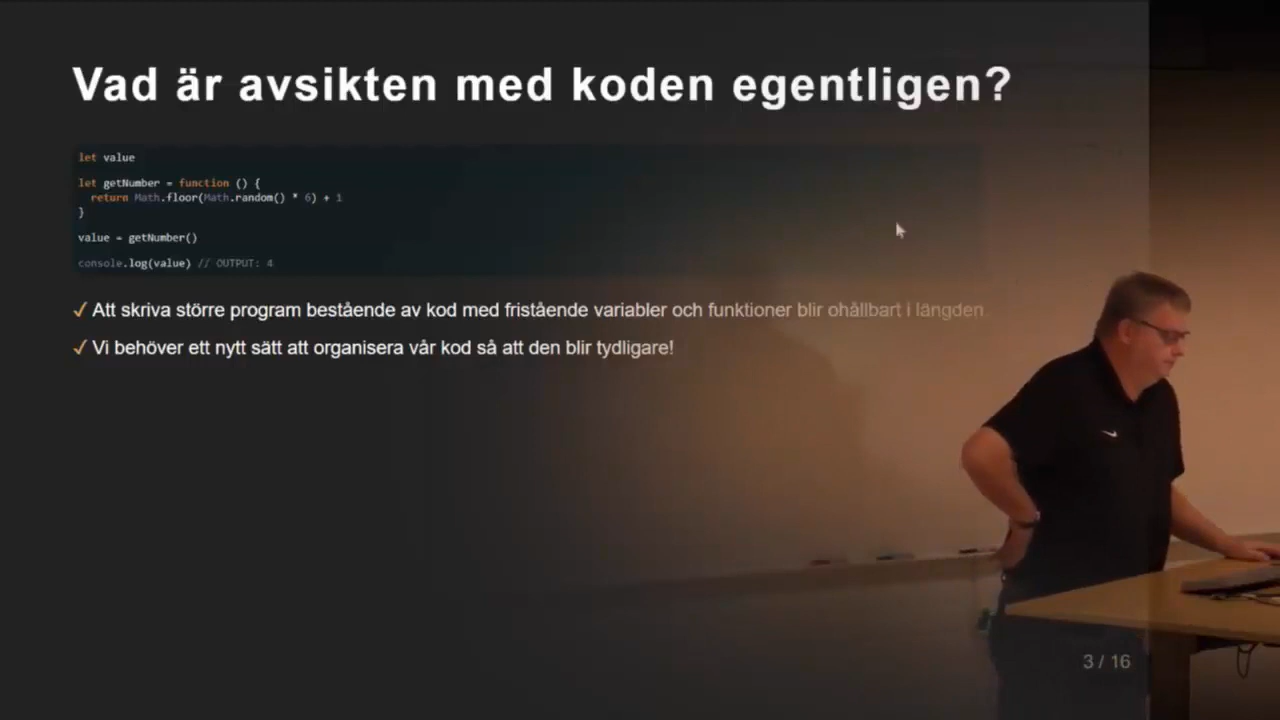 Vad är avsikten med koden egentligen?
let value
let getNumber = function () {
return Math.floor(Math.random() * 6) + 1
}
value = getNumber()
console.log(value) // OUTPUT: 4
✓ Att skriva större program bestående av kod med fristående variabler och funktioner blir ohållbart i längden.
✓ Vi behöver ett nytt sätt att organisera vår kod så att den blir tydligare!
3 / 16